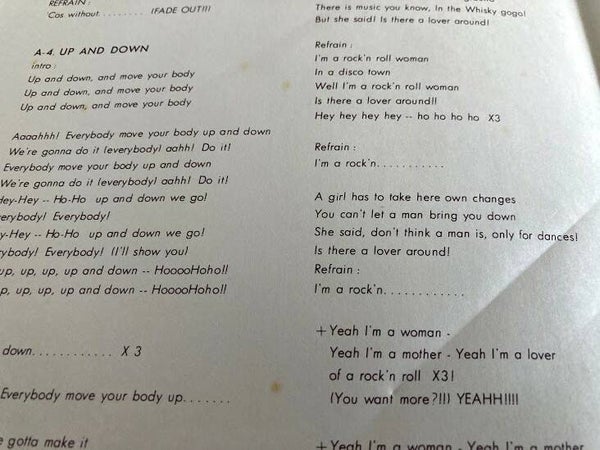 REFRAIN :
'Cos without........ (FADE OUT!!!
A-4. UP AND DOWN
intro :
Up and down, and move your body
Up and down, and move your body
Up and down, and move your body
Aaaahhh! Everybody move your body up and down
We're gonna do it (everybody( aahh! Do it!
Everybody move your body up and down
We're gonna do it (everybody( aahh! Do it!
Hey-Hey -- Ho-Ho up and down we go!
erybody! Everybody!
y-Hey -- Ho-Ho up and down we go!
ybody! Everybody! (I'll show you)
up, up, up, up and down -- HooooHoho!!
p, up, up, up and down -- HooooHoho!!
down............ X 3
Everybody move your body up.......
gotta make it
There is music you know, In the Whisky gogo!
But she said! Is there a lover around!
Refrain :
I'm a rock'n roll woman
In a disco town
Well I'm a rock'n roll woman
Is there a lover around!!
Hey hey hey hey -- ho ho ho ho X3
Refrain :
I'm a rock'n...........
A girl has to take here own changes
You can't let a man bring you down
She said, don't think a man is, only for dances!
Is there a lover around!
Refrain :
I'm a rock'n............
+ Yeah I'm a woman -
Yeah I'm a mother - Yeah I'm a lover
of a rock'n roll X3!
(You want more?!!) YEAHH!!!!
+ Yeah I'm a woman - Yeah I'm a mother